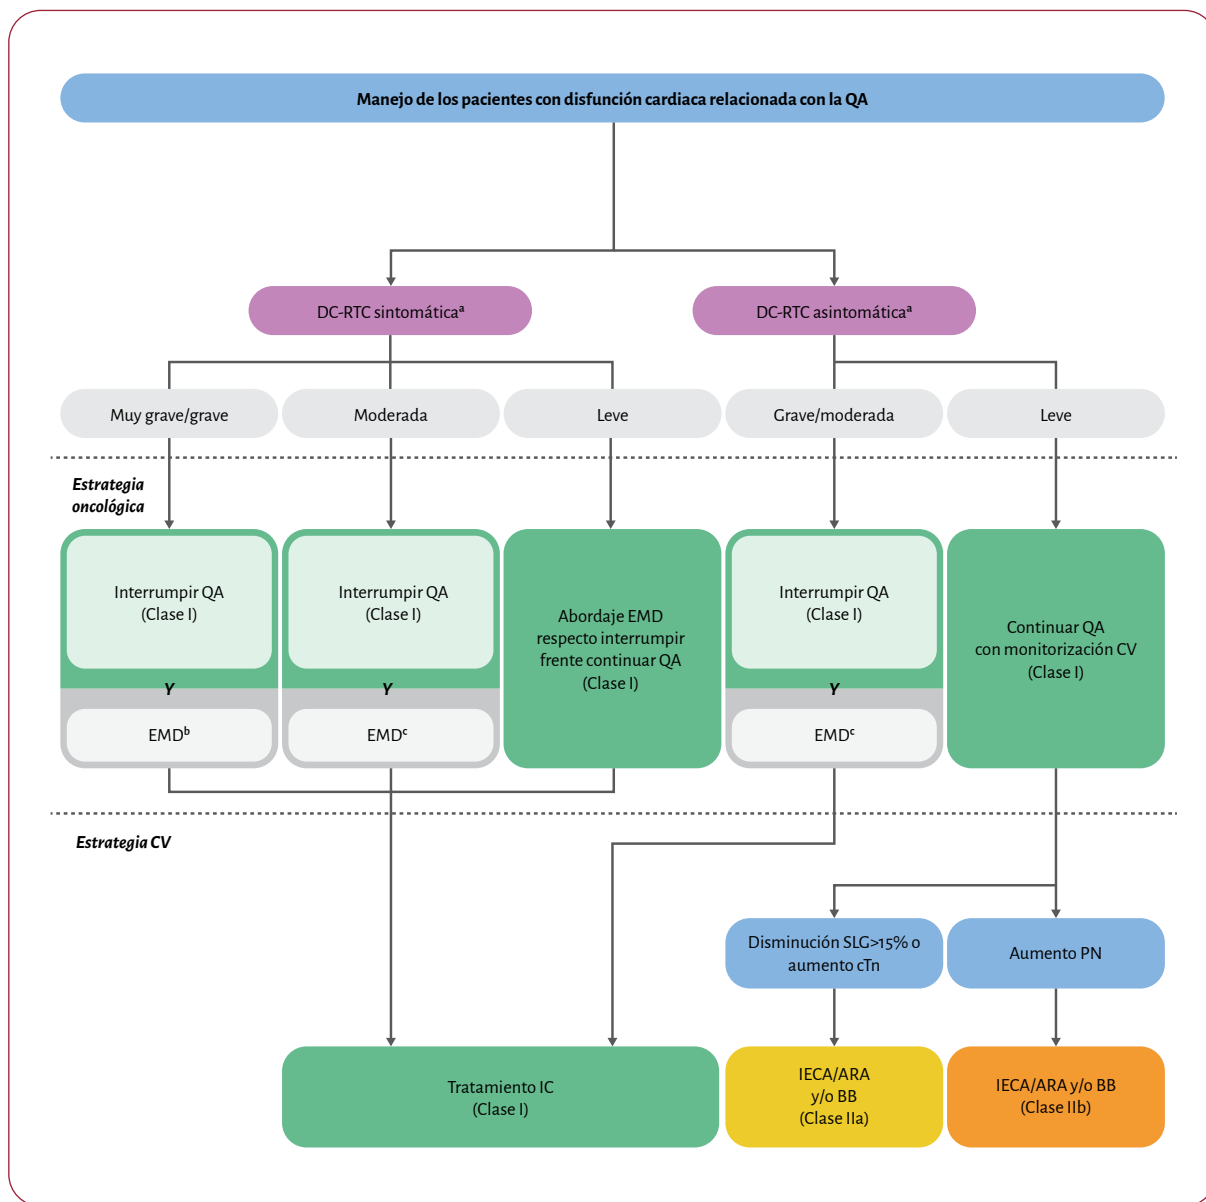 Manejo de los pacientes con disfunción cardiaca relacionada con la QA
DC-RTC sintomáticaᵃ
DC-RTC asintomáticaᵃ
Muy grave/grave
Moderada
Leve
Grave/moderada
Leve
Estrategia
oncológica
Interrumpir QA
(Clase I)
Y
EMDᵇ
Interrumpir QA
(Clase I)
Y
EMDᶜ
Abordaje EMD
respecto interrumpir
frente continuar QA
(Clase I)
Interrumpir QA
(Clase I)
Y
EMDᶜ
Continuar QA
con monitorización CV
(Clase I)
Estrategia CV
Disminución SLG>15% o
aumento cTn
Aumento PN
Tratamiento IC
(Clase I)
IECA/ARA
y/o BB
(Clase IIa)
IECA/ARA y/o BB
(Clase IIb)